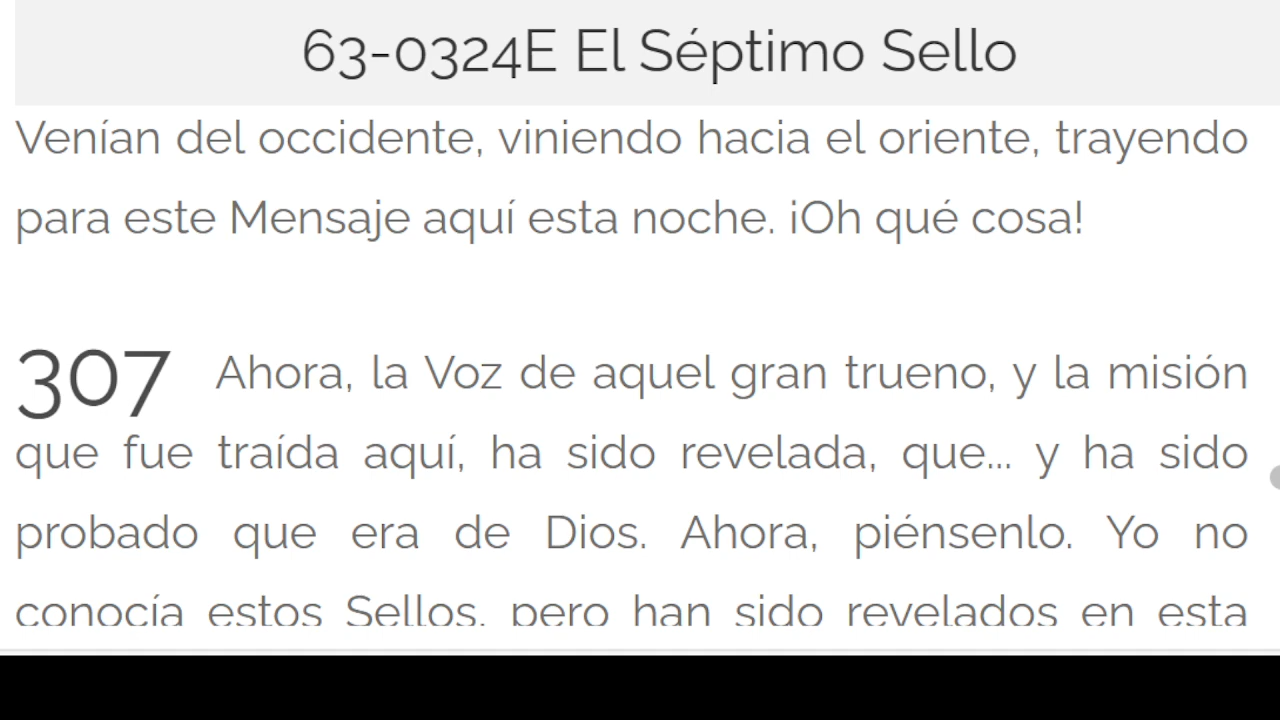 63-0324E El Séptimo Sello
Venían del occidente, viniendo hacia el oriente, trayendo
para este Mensaje aquí esta noche. ¡Oh qué cosa!
307 Ahora, la Voz de aquel gran trueno, y la misión
que fue traída aquí, ha sido revelada, que... y ha sido
probado que era de Dios. Ahora, piénsenlo. Yo no
conocía estos Sellos, pero han sido revelados en esta